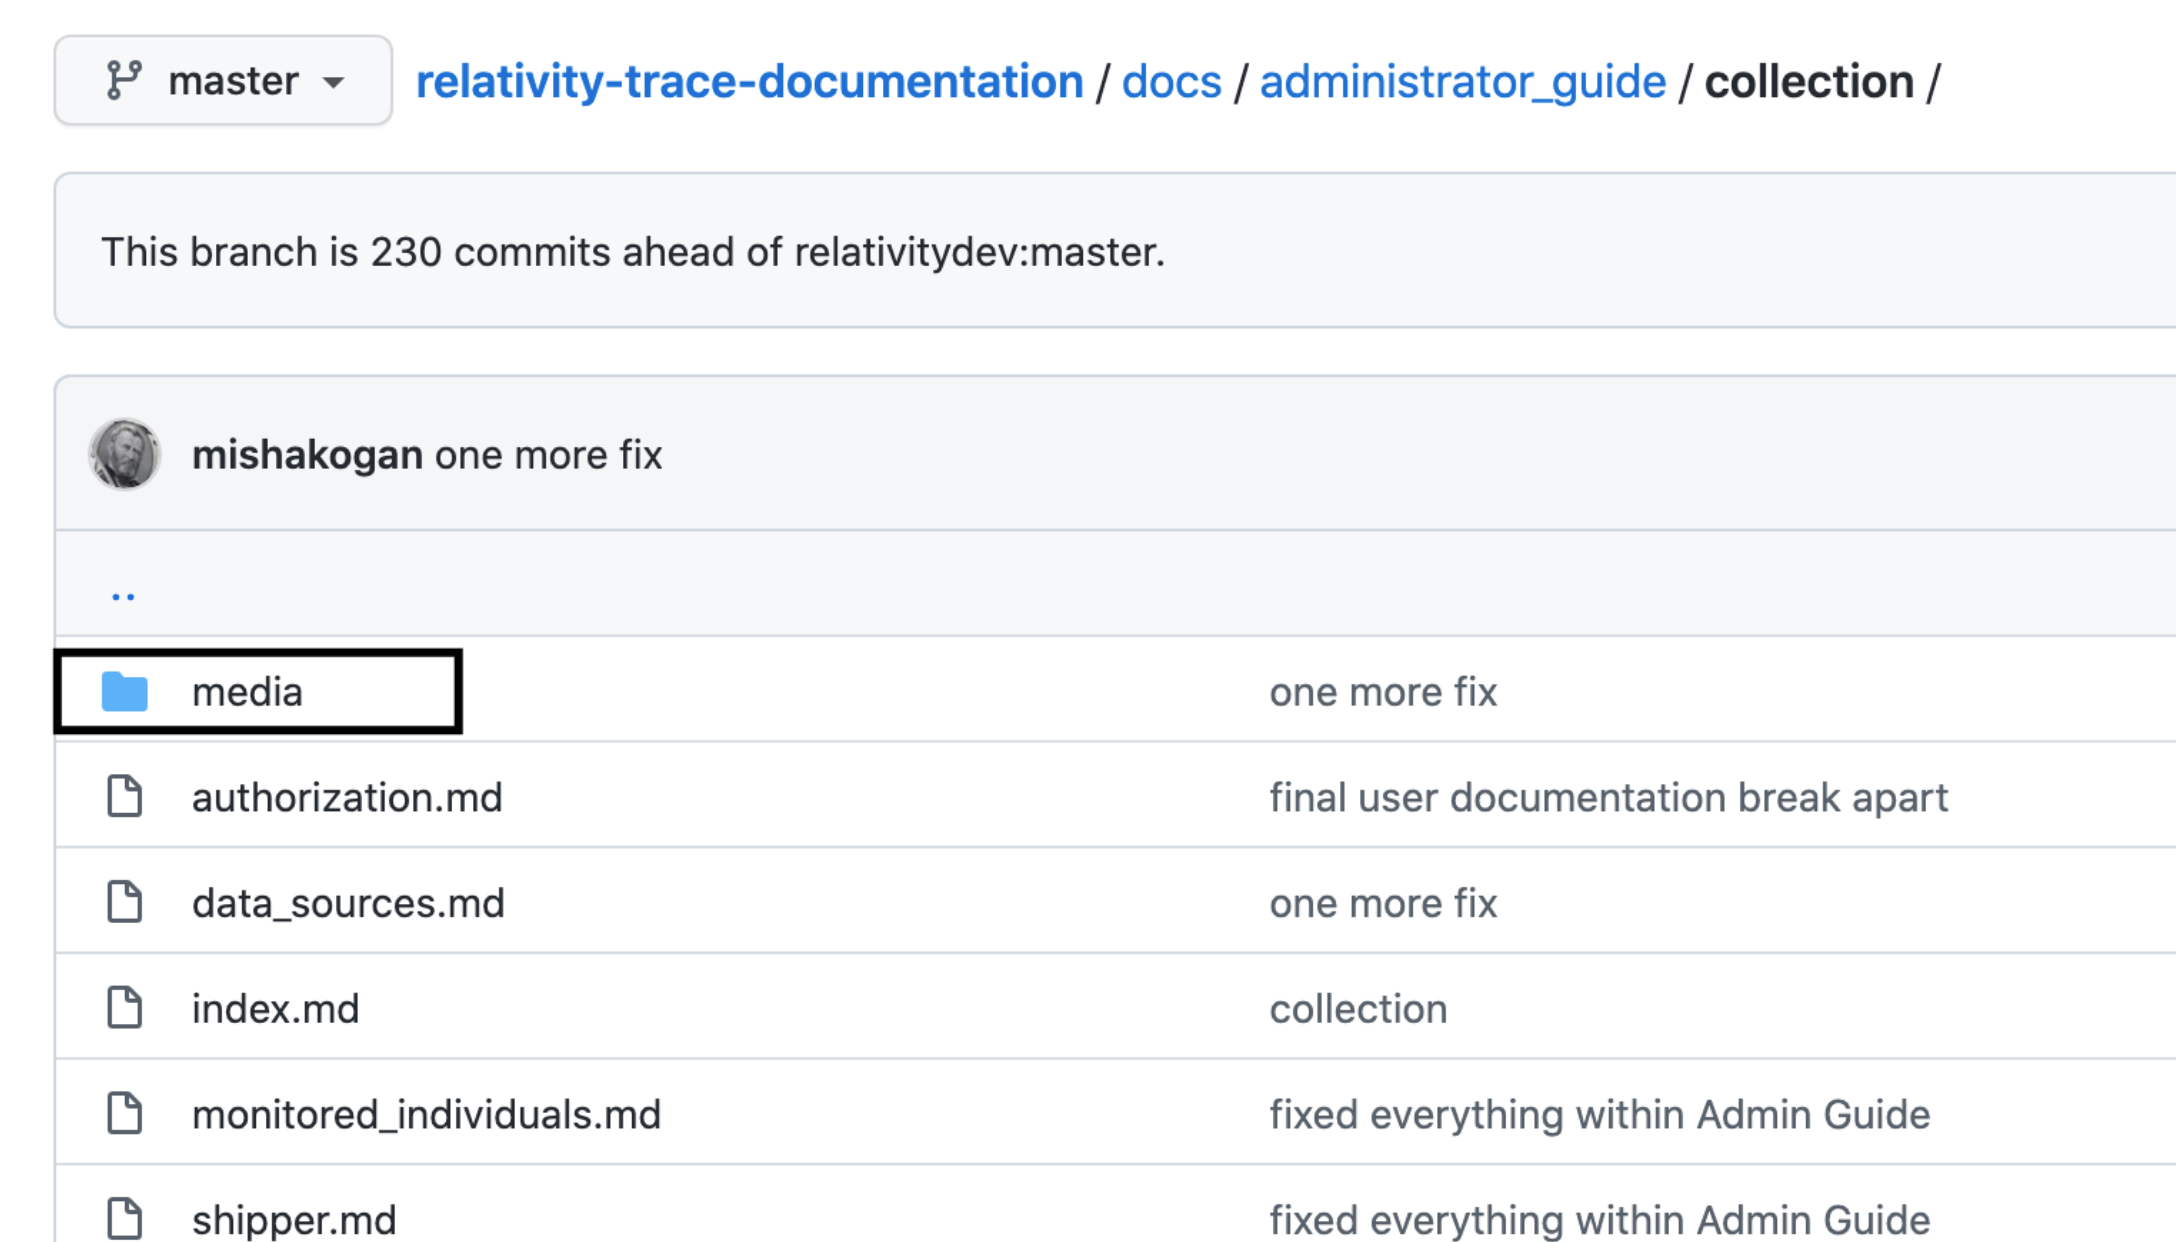 master relativity-trace-documentation / docs / administrator_guide / collection /
This branch is 230 commits ahead of relativitydev:master.
mishakogan one more fix
..
media one more fix
authorization.md final user documentation break apart
data_sources.md one more fix
index.md collection
monitored_individuals.md fixed everything within Admin Guide
shipper.md fixed everything within Admin Guide